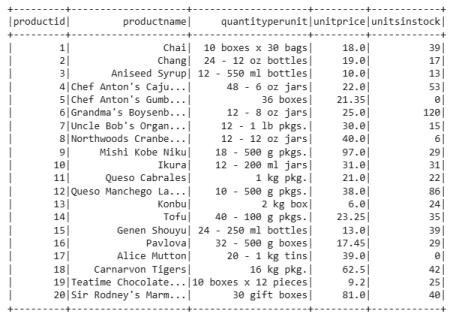 +---------+--------------------+-------------------+---------+------------+
|productid|         productname|    quantityperunit|unitprice|unitsinstock|
+---------+--------------------+-------------------+---------+------------+
|        1|                Chai| 10 boxes x 30 bags|     18.0|          39|
|        2|               Chang| 24 - 12 oz bottles|     19.0|          17|
|        3|       Aniseed Syrup|12 - 550 ml bottles|     10.0|          13|
|        4|Chef Anton's Caju...|     48 - 6 oz jars|     22.0|          53|
|        5|Chef Anton's Gumb...|           36 boxes|    21.35|           0|
|        6|Grandma's Boysenb...|     12 - 8 oz jars|     25.0|         120|
|        7|Uncle Bob's Organ...|    12 - 1 lb pkgs.|     30.0|          15|
|        8|Northwoods Cranbe...|    12 - 12 oz jars|     40.0|           6|
|        9|     Mishi Kobe Niku|   18 - 500 g pkgs.|     97.0|          29|
|       10|               Ikura|   12 - 200 ml jars|     31.0|          31|
|       11|      Queso Cabrales|          1 kg pkg.|     21.0|          22|
|       12|Queso Manchego La...|   10 - 500 g pkgs.|     38.0|          86|
|       13|               Konbu|           2 kg box|      6.0|          24|
|       14|                Tofu|   40 - 100 g pkgs.|    23.25|          35|
|       15|        Genen Shouyu|24 - 250 ml bottles|     13.0|          39|
|       16|             Pavlova|   32 - 500 g boxes|    17.45|          29|
|       17|        Alice Mutton|     20 - 1 kg tins|     39.0|           0|
|       18|    Carnarvon Tigers|         16 kg pkg.|     62.5|          42|
|       19|Teatime Chocolate...|10 boxes x 12 pieces|      9.2|          25|
|       20|Sir Rodney's Marm...|      30 gift boxes|     81.0|          40|
+---------+--------------------+-------------------+---------+------------+